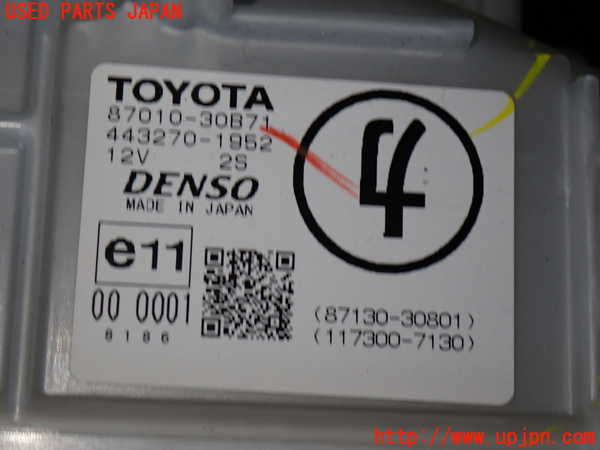 USED PARTS JAPAN
TOYOTA
87010-30B71
443270-1952
12V 2S
DENSO
MADE IN JAPAN
4
e11
00 0001
8186
(87130-30801)
(117300-7130)
http://www.upjpn.com